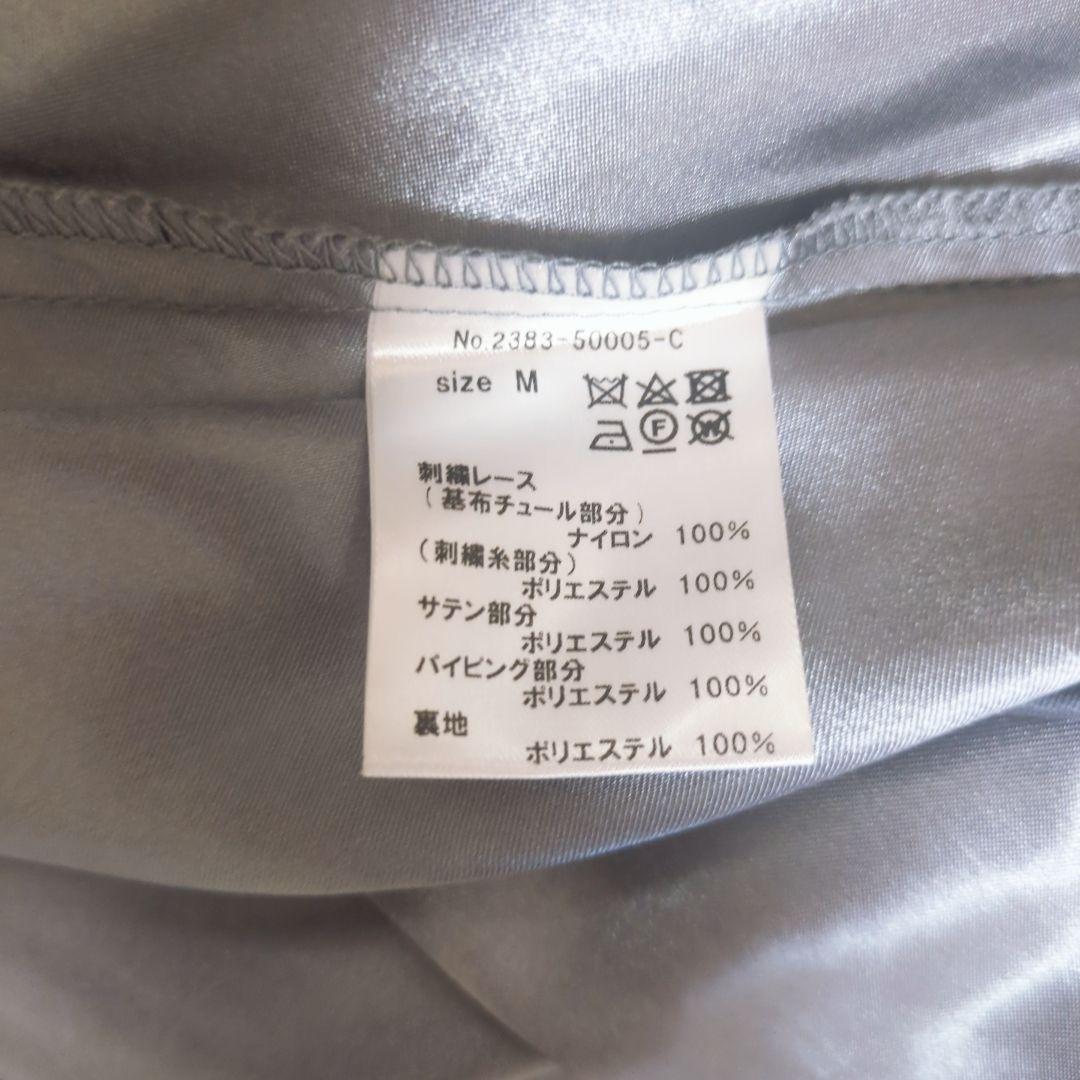 No.2383-50005-C
size M
F
W
刺繍レース
(基布チュール部分)
ナイロン 100%
(刺繍糸部分)
ポリエステル 100%
サテン部分
ポリエステル 100%
パイピング部分
ポリエステル 100%
裏地
ポリエステル 100%